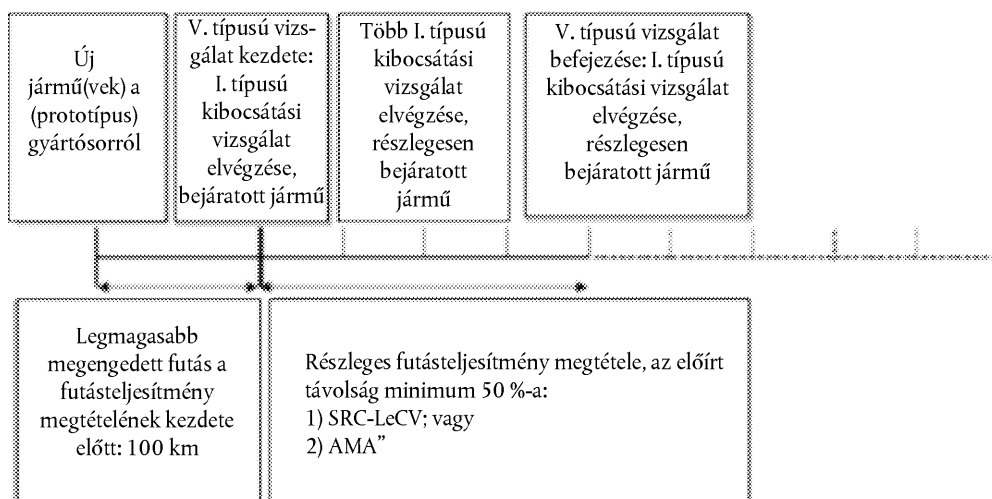 Új
jármű(vek) a
(prototípus)
gyártósorról
V. típusú vizs-
gálat kezdete:
I. típusú
kibocsátási
vizsgálat
elvégzése,
bejáratott jármű
Több I. típusú
kibocsátási
vizsgálat
elvégzése,
részlegesen
bejáratott
jármű
V. típusú vizsgálat
befejezése: I. típusú
kibocsátási vizsgálat
elvégzése,
részlegesen
bejáratott jármű
Legmagasabb
megengedett futás a
futásteljesítmény
megtételének kezdete
előtt: 100 km
Részleges futásteljesítmény megtétele, az előírt
távolság minimum 50 %-a:
1) SRC-LeCV; vagy
2) AMA”